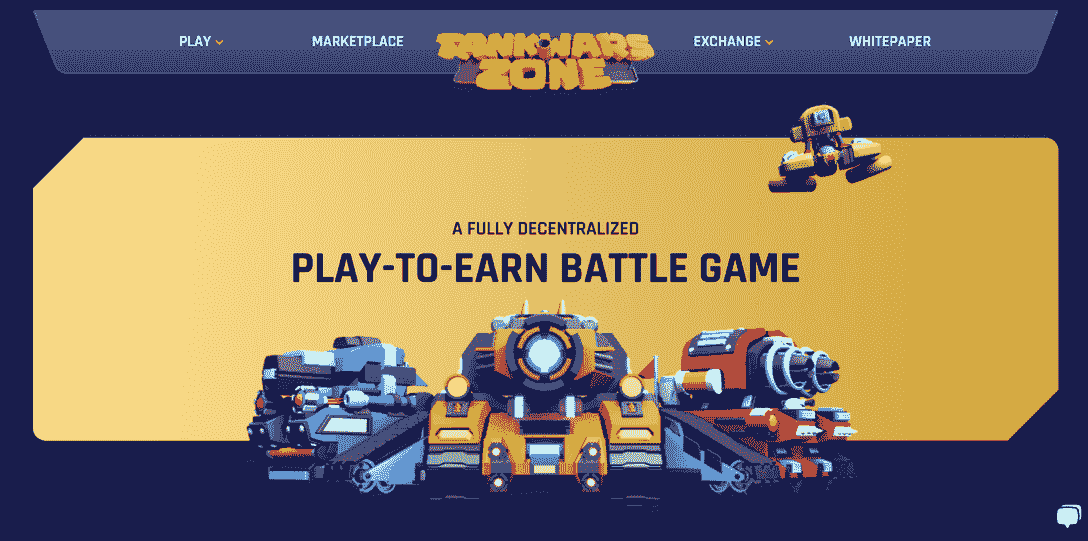 PLAY
MARKETPLACE
TANK WARS
ZONE
EXCHANGE
WHITEPAPER
A FULLY DECENTRALIZED
PLAY-TO-EARN BATTLE GAME